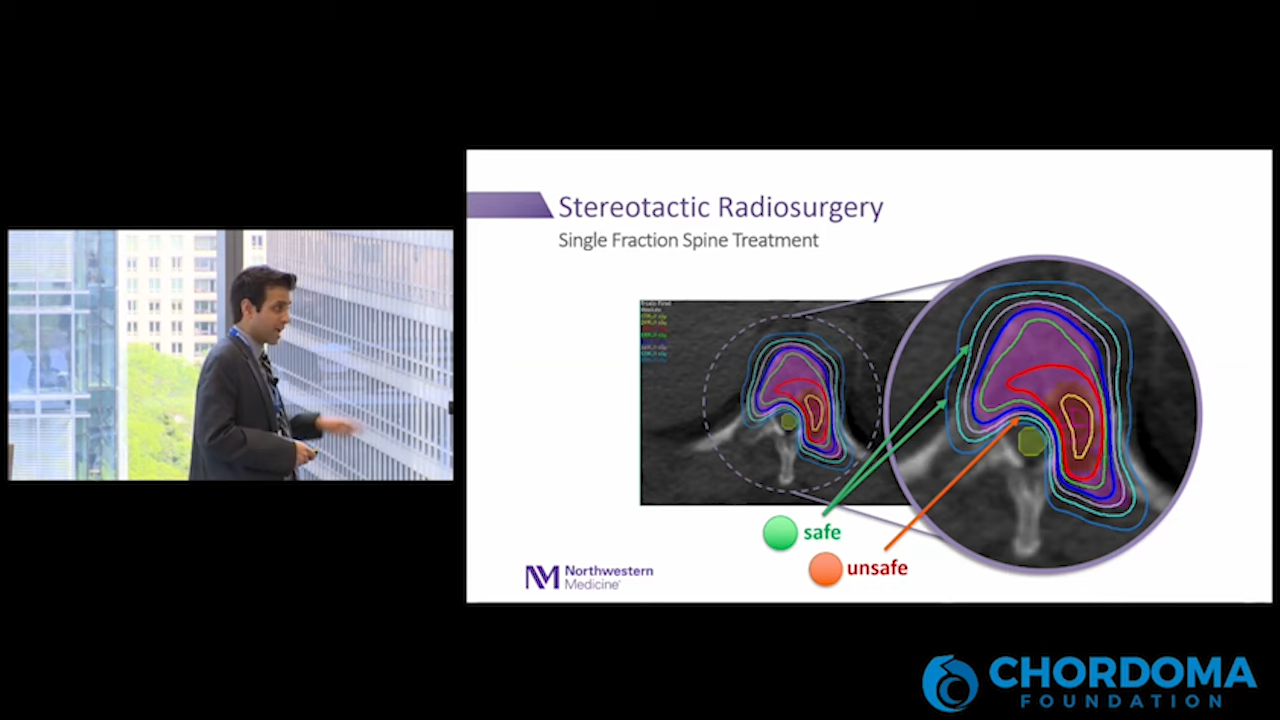 Stereotactic Radiosurgery
Single Fraction Spine Treatment
safe
unsafe
Northwestern
Medicine
CHORDOMA
FOUNDATION